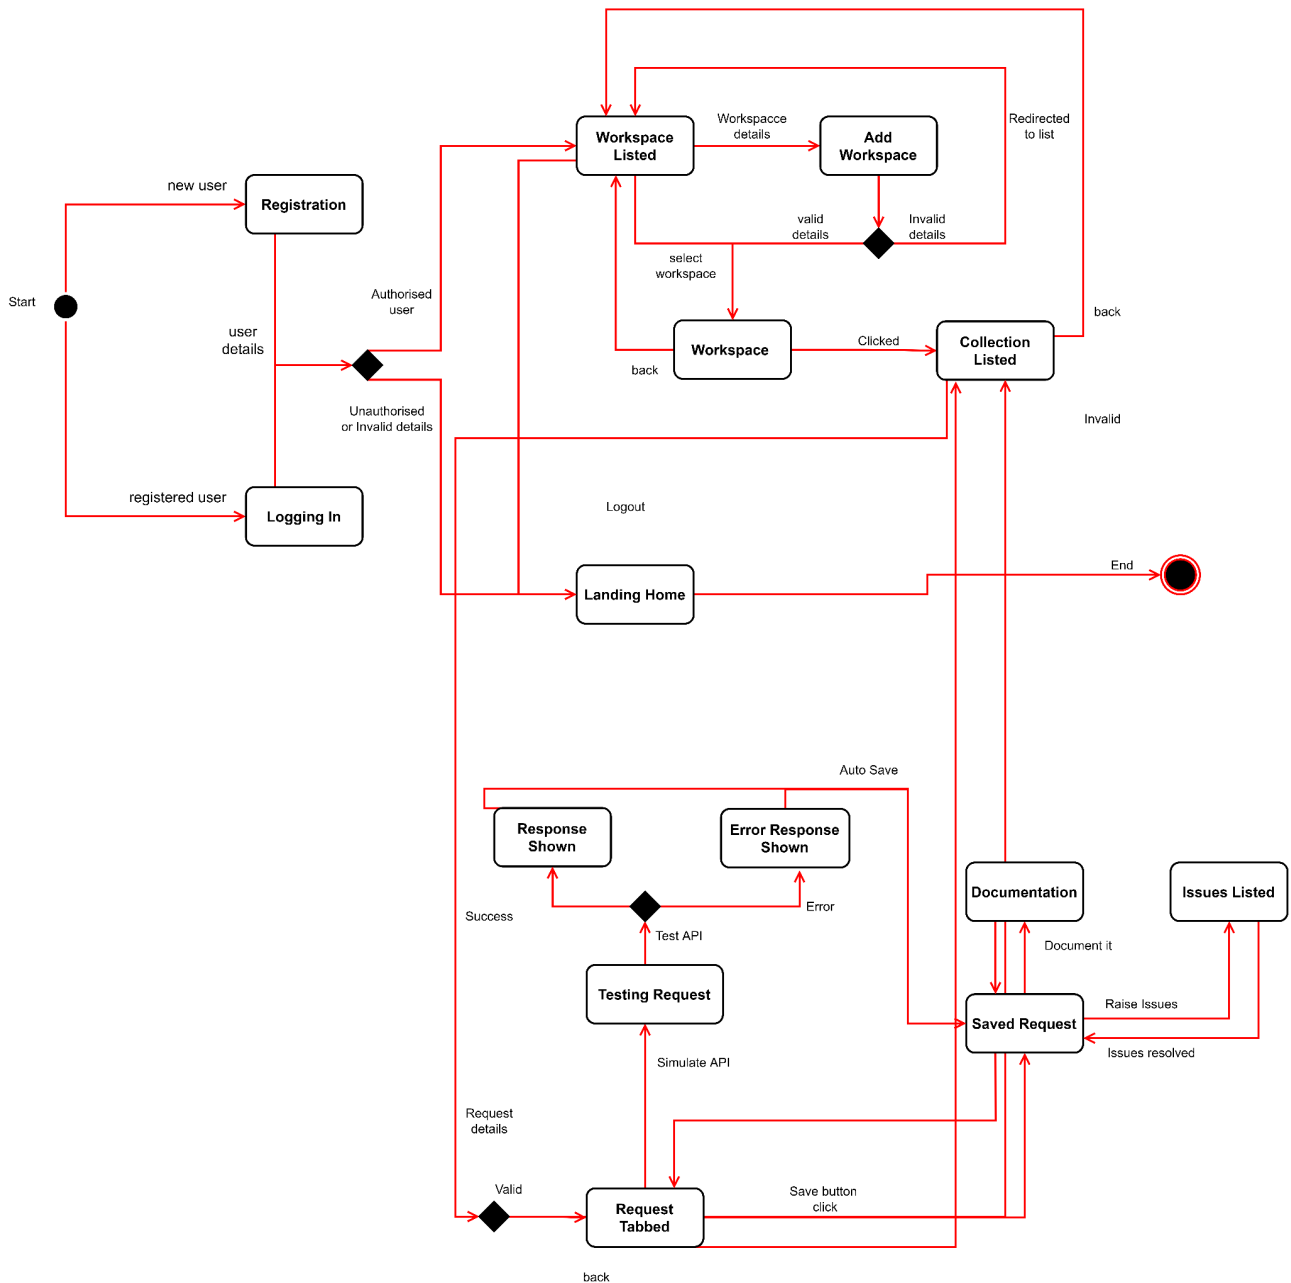 Workspacce
details
Redirected
to list
Workspace
Listed
Add
Workspace
new user
Registration
valid
details
Invalid
details
select
workspace
Start
Authorised
user
back
user
details
Workspace
Clicked
Collection
Listed
back
Unauthorised
or Invalid details
Invalid
registered user
Logging In
Logout
End
Landing Home
Auto Save
Response
Shown
Error Response
Shown
Documentation
Issues Listed
Success
Error
Test API
Document it
Testing Request
Raise Issues
Saved Request
Issues resolved
Simulate API
Request
details
Valid
Save button
click
Request
Tabbed
back